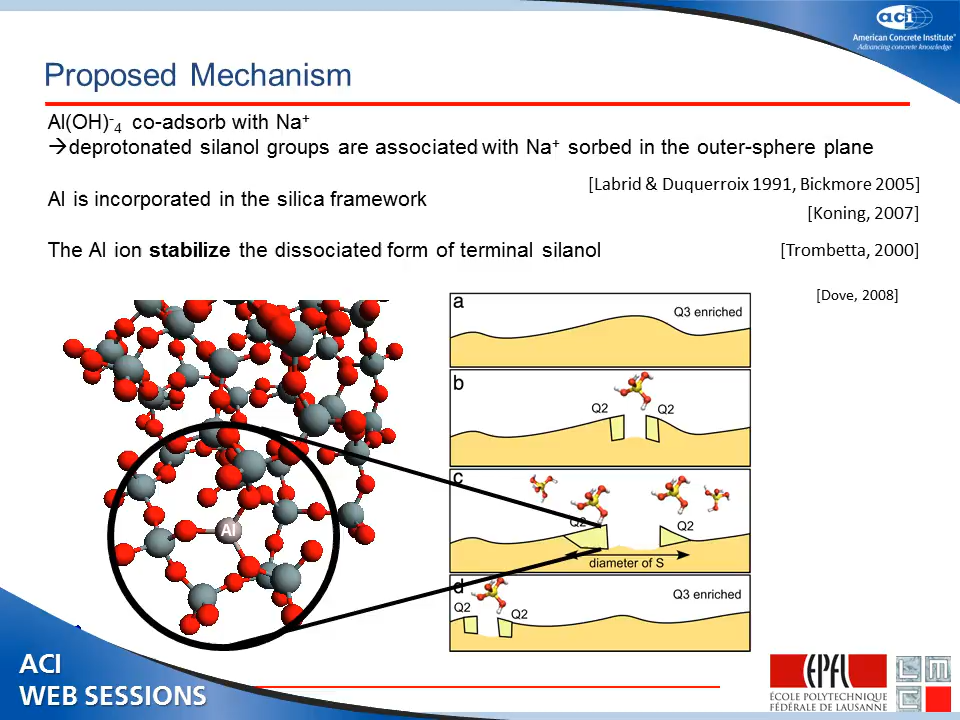 aci
American Concrete Institute®
Advancing concrete knowledge
Proposed Mechanism
Al(OH)-4 co-adsorb with Na+
→deprotonated silanol groups are associated with Na+ sorbed in the outer-sphere plane
[Labrid & Duquerroix 1991, Bickmore 2005]
Al is incorporated in the silica framework
[Koning, 2007]
The Al ion stabilize the dissociated form of terminal silanol
[Trombetta, 2000]
[Dove, 2008]
a
Q3 enriched
b
Q2
Q2
c
Q2
Q2
diameter of S
d
Q3 enriched
Q2
Q2
Al
ACI
WEB SESSIONS
EPFL
ÉCOLE POLYTECHNIQUE
FÉDÉRALE DE LAUSANNE
L M
C